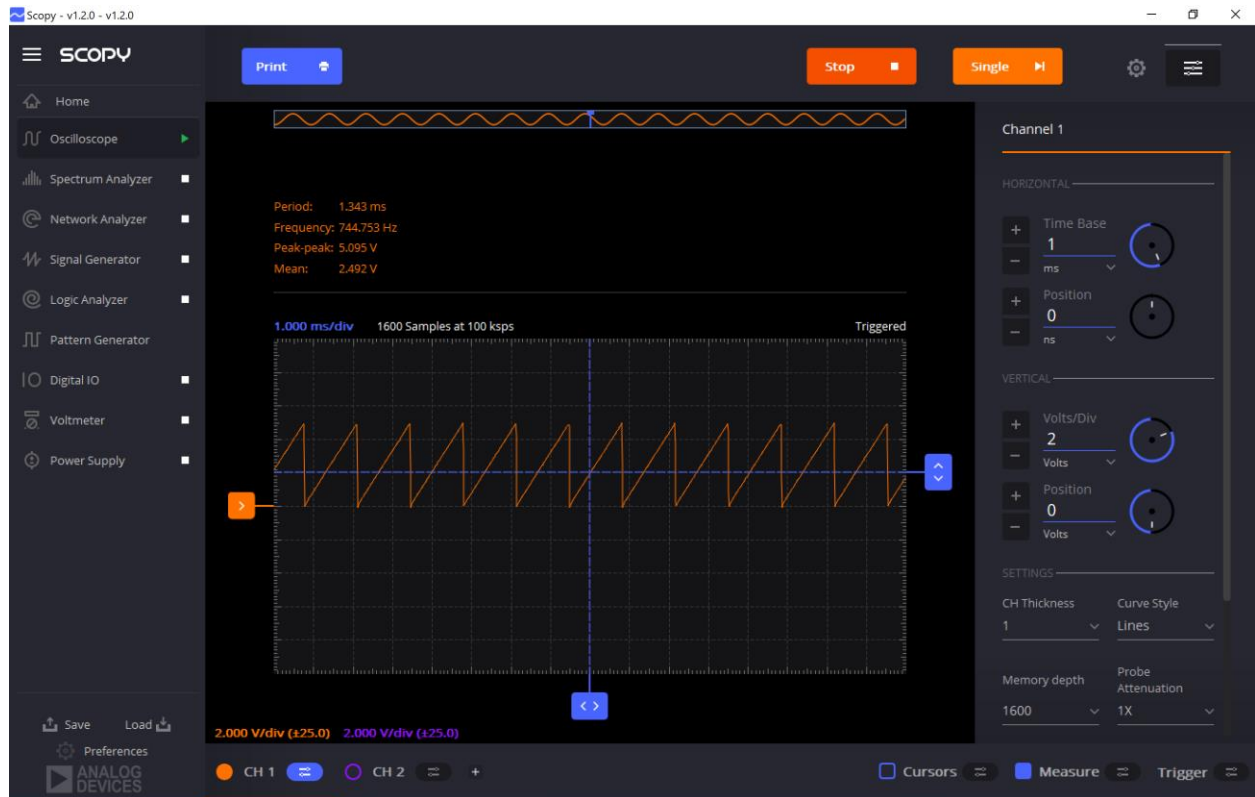 Scopy - v1.2.0 - v1.2.0
SCOPY
Print
Stop
Single
Home
Oscilloscope
Spectrum Analyzer
Network Analyzer
Signal Generator
Logic Analyzer
Pattern Generator
Digital IO
Voltmeter
Power Supply
Save Load
Preferences
ANALOG
DEVICES
Period: 1.343 ms
Frequency: 744.753 Hz
Peak-peak: 5.095 V
Mean: 2.492 V
1.000 ms/div 1600 Samples at 100 ksps Triggered
2.000 V/div (±25.0) 2.000 V/div (±25.0)
CH 1 CH 2 + Cursors Measure Trigger
Channel 1
HORIZONTAL
+ Time Base
1
− ms
+ Position
0
− ns
VERTICAL
+ Volts/Div
2
− Volts
+ Position
0
− Volts
SETTINGS
CH Thickness Curve Style
1 Lines
Memory depth Probe Attenuation
1600 1X